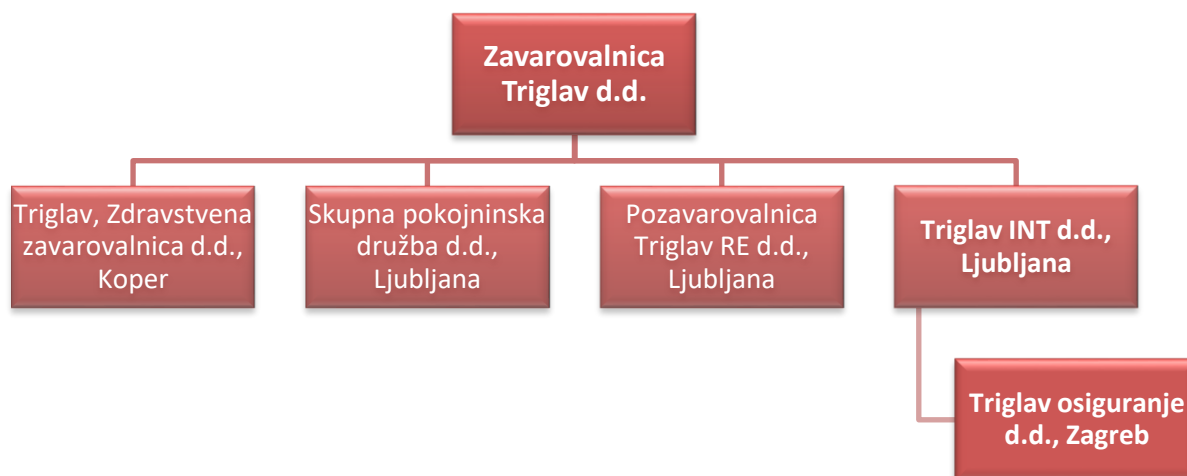 Zavarovalnica
Triglav d.d.
Triglav, Zdravstvena
zavarovalnica d.d.,
Koper
Skupna pokojninska
družba d.d.,
Ljubljana
Pozavarovalnica
Triglav RE d.d.,
Ljubljana
Triglav INT d.d.,
Ljubljana
Triglav osiguranje
d.d., Zagreb